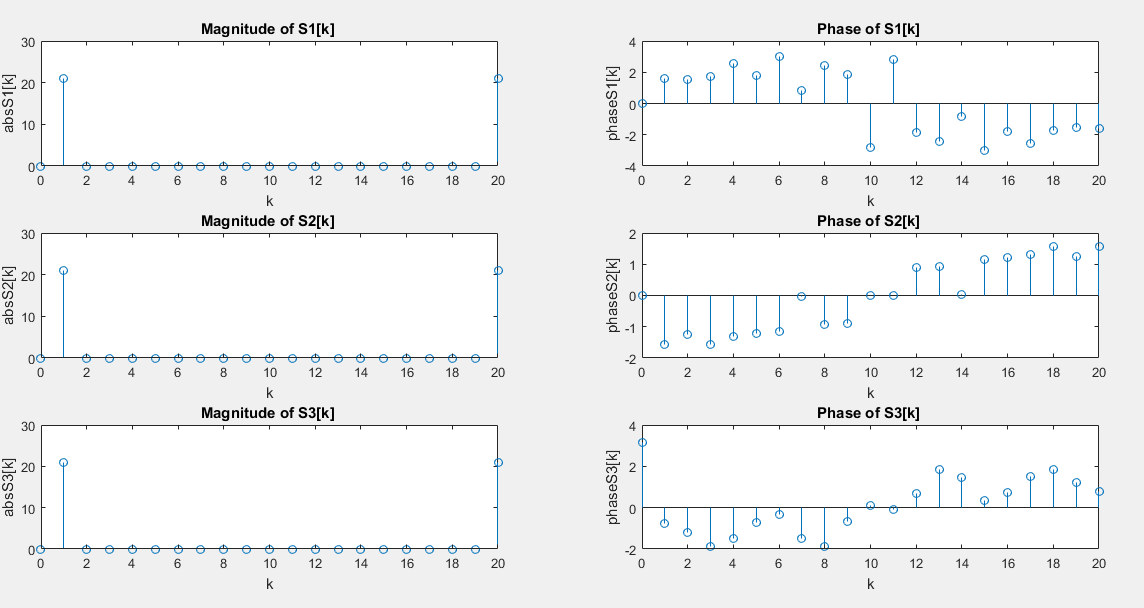 Magnitude of S1[k]
30
20
10
0
absS1[k]
0 2 4 6 8 10 12 14 16 18 20
k
Phase of S1[k]
4
2
0
-2
-4
phaseS1[k]
0 2 4 6 8 10 12 14 16 18 20
k
Magnitude of S2[k]
30
20
10
0
absS2[k]
0 2 4 6 8 10 12 14 16 18 20
k
Phase of S2[k]
2
1
0
-1
-2
phaseS2[k]
0 2 4 6 8 10 12 14 16 18 20
k
Magnitude of S3[k]
30
20
10
0
absS3[k]
0 2 4 6 8 10 12 14 16 18 20
k
Phase of S3[k]
4
2
0
-2
phaseS3[k]
0 2 4 6 8 10 12 14 16 18 20
k